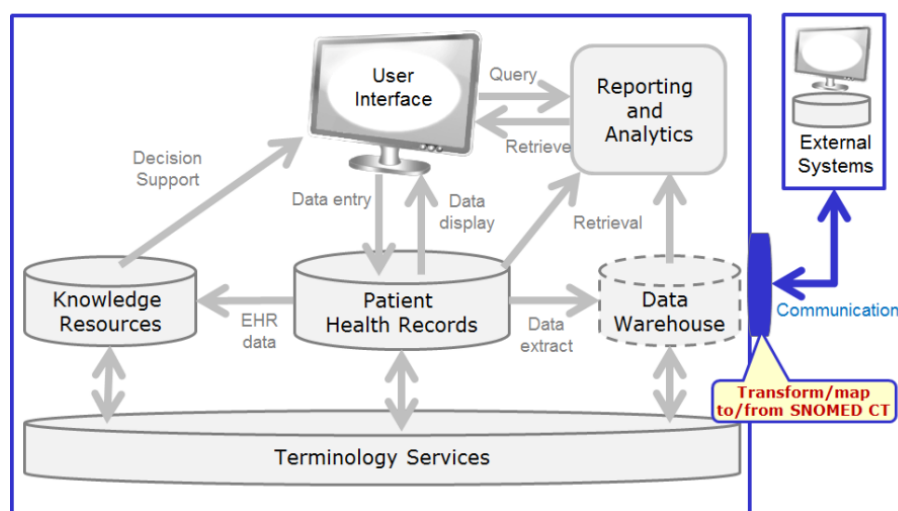 User
Interface
Query
Retrieve
Reporting
and
Analytics
External
Systems
Decision
Support
Data entry
Data
display
Retrieval
Knowledge
Resources
EHR
data
Patient
Health Records
Data
extract
Data
Warehouse
Communication
Transform/map
to/from SNOMED CT
Terminology Services